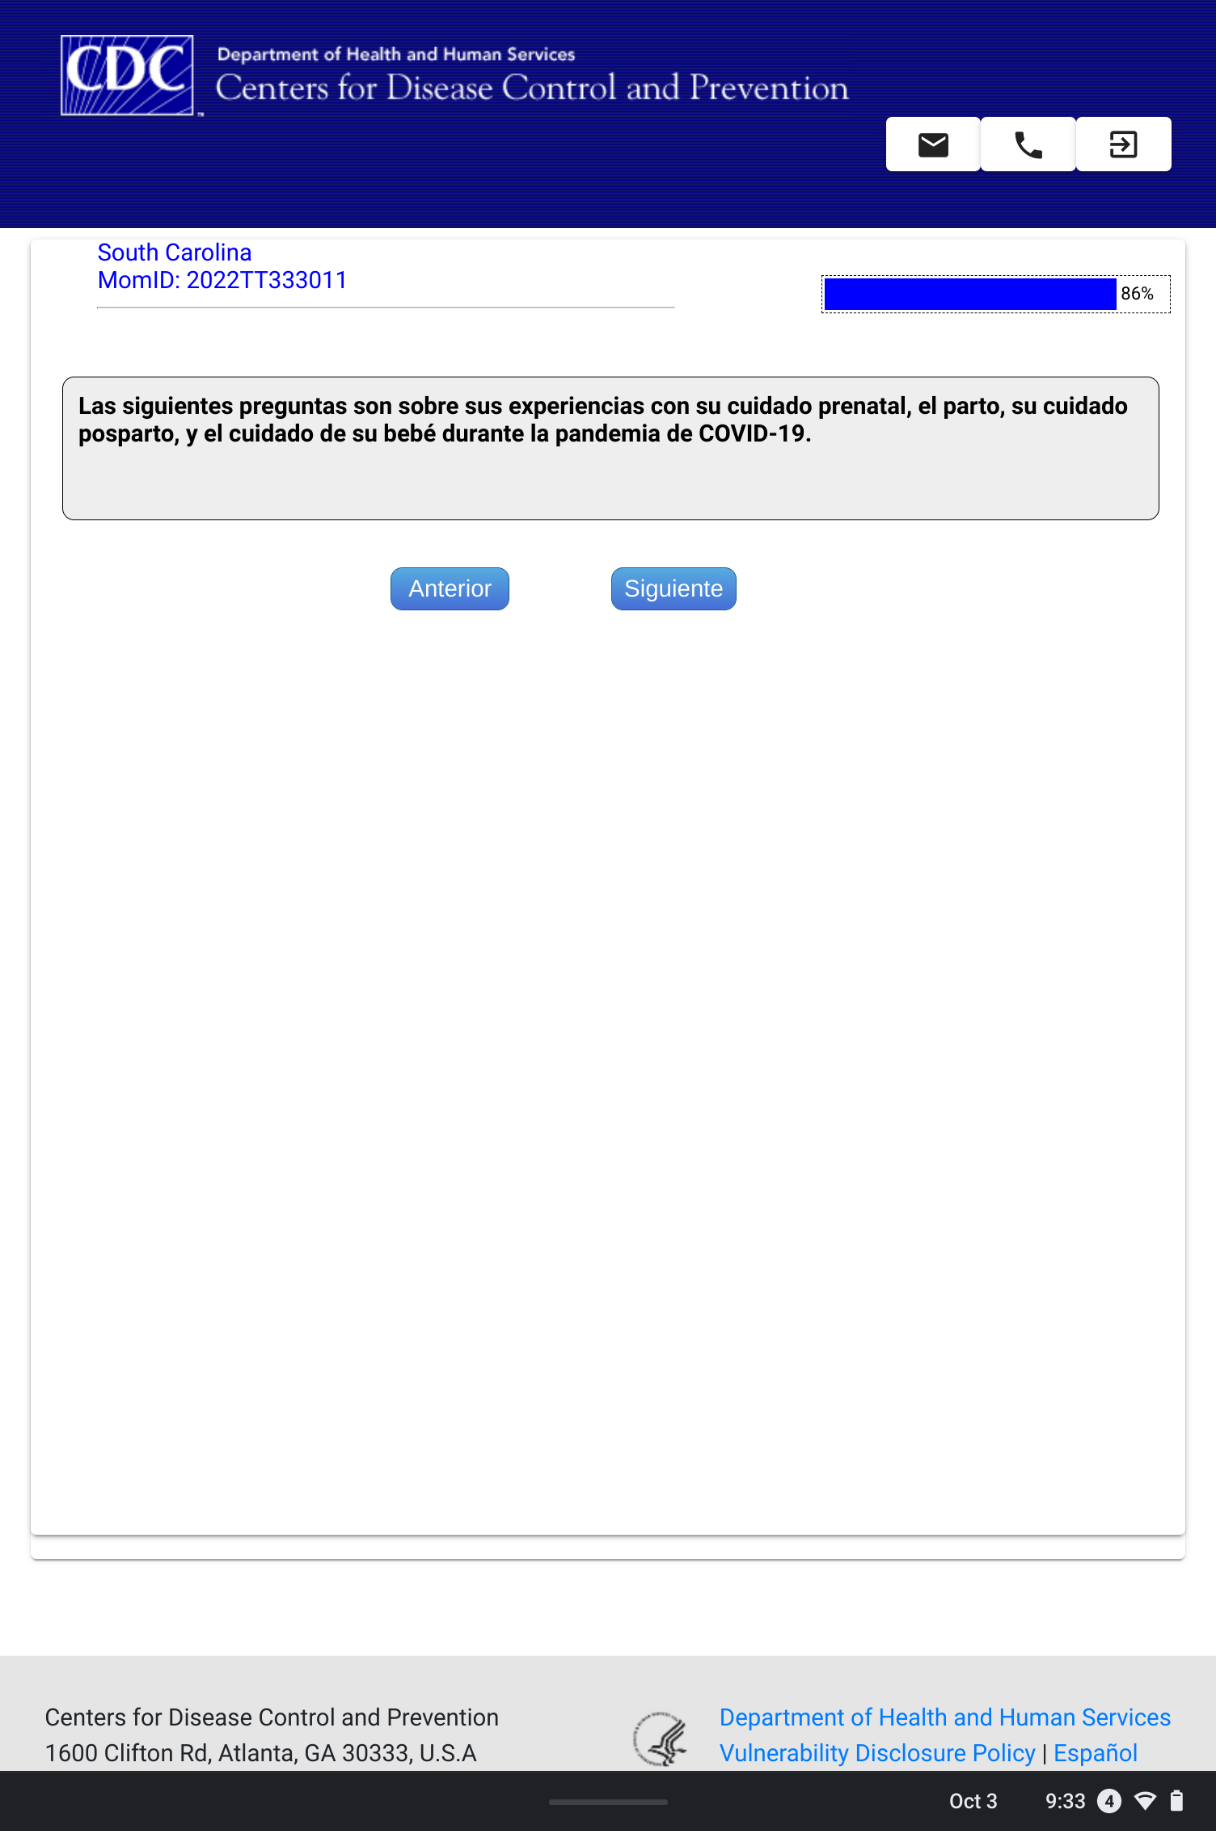 CDC
Department of Health and Human Services
Centers for Disease Control and Prevention
South Carolina
MomID: 2022TT333011
86%
Las siguientes preguntas son sobre sus experiencias con su cuidado prenatal, el parto, su cuidado
posparto, y el cuidado de su bebé durante la pandemia de COVID-19.
Anterior
Siguiente
Centers for Disease Control and Prevention
1600 Clifton Rd, Atlanta, GA 30333, U.S.A
Department of Health and Human Services
Vulnerability Disclosure Policy | Español
Oct 3
9:33
4